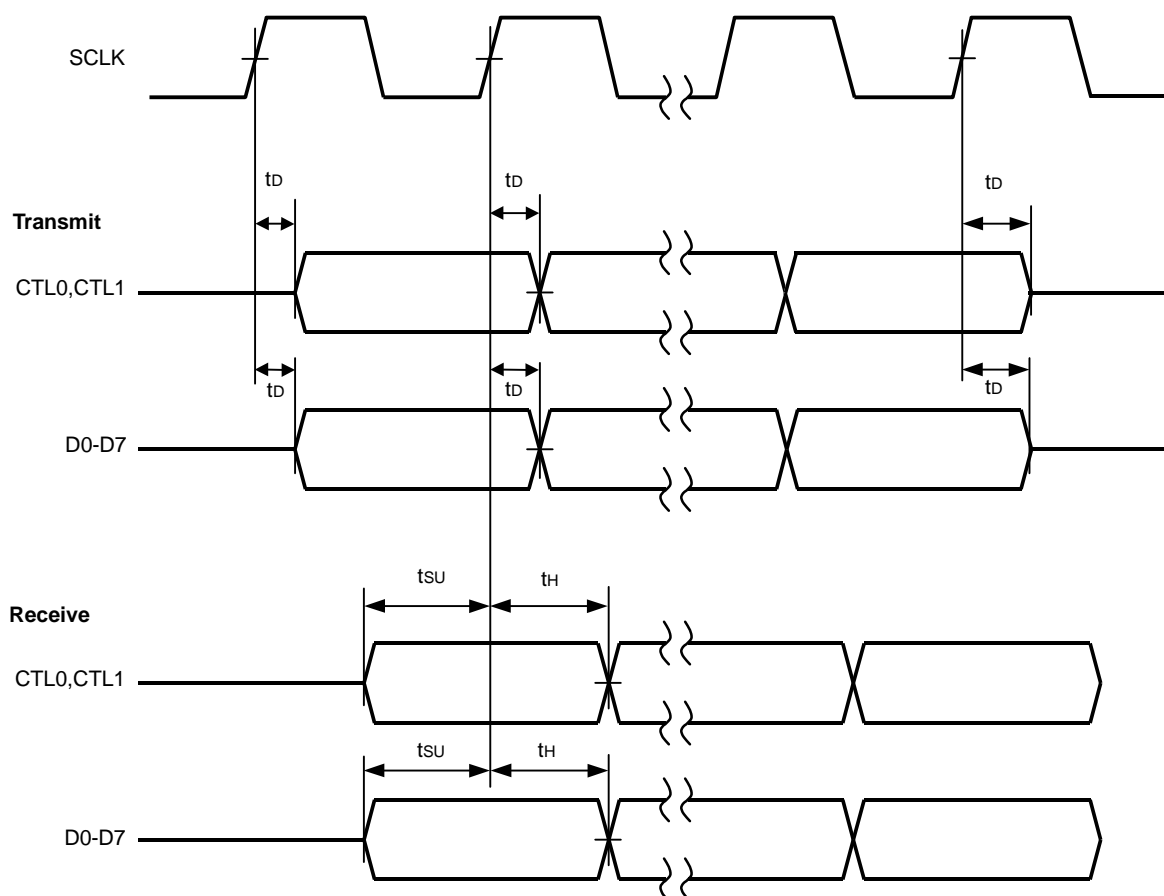 SCLK
tD tD tD
Transmit
CTL0,CTL1
tD tD tD
D0-D7
tSU tH
Receive
CTL0,CTL1
tSU tH
D0-D7